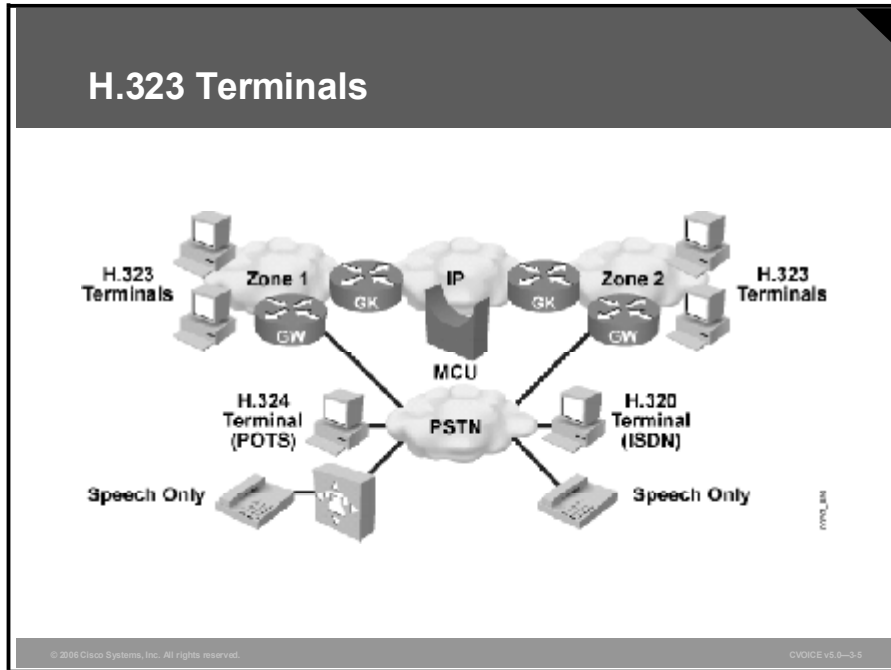 H.323 Terminals
H.323
Terminals
Zone 1
GK
IP
GK
Zone 2
H.323
Terminals
GW
GW
MCU
H.324
Terminal
(POTS)
PSTN
H.320
Terminal
(ISDN)
Speech Only
Speech Only
© 2006 Cisco Systems, Inc. All rights reserved.
CVOICE v5.0—3-5